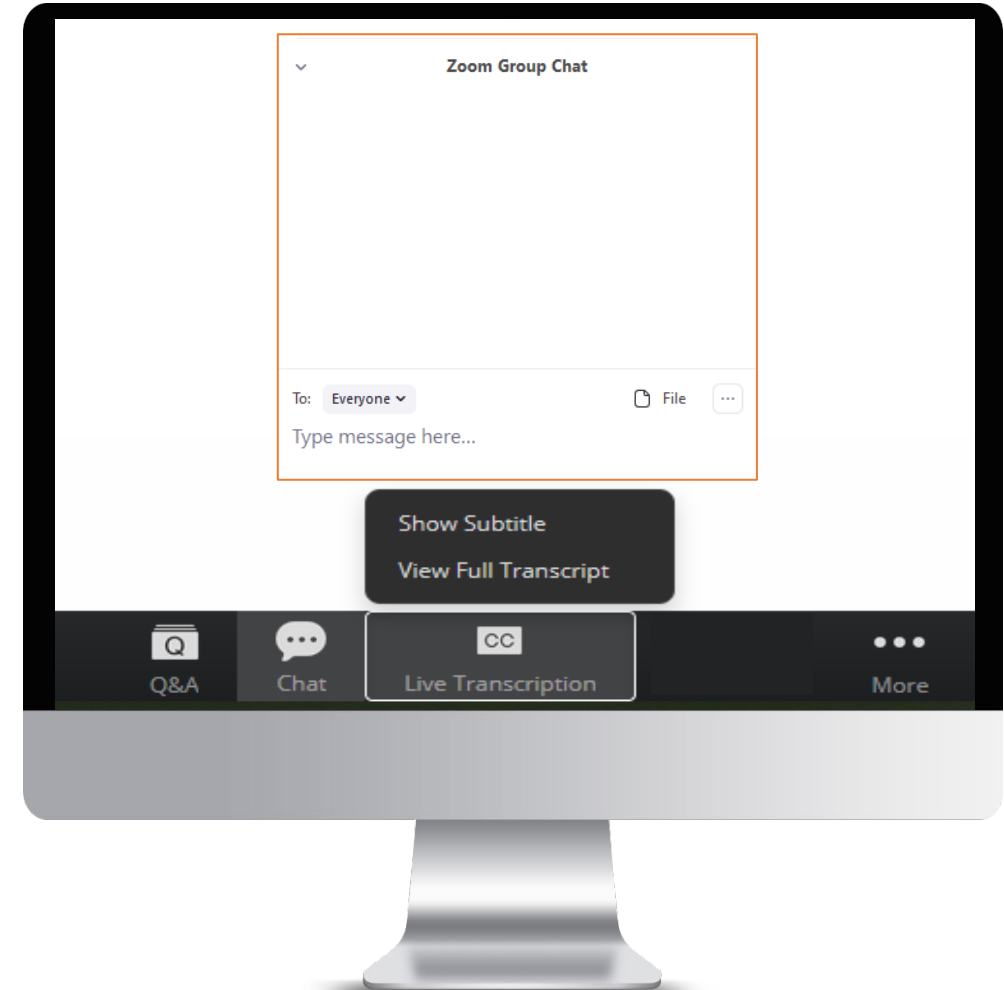 Zoom Group Chat
To: Everyone File ...
Type message here...
Show Subtitle
View Full Transcript
Q CC
Q&A Chat Live Transcription More